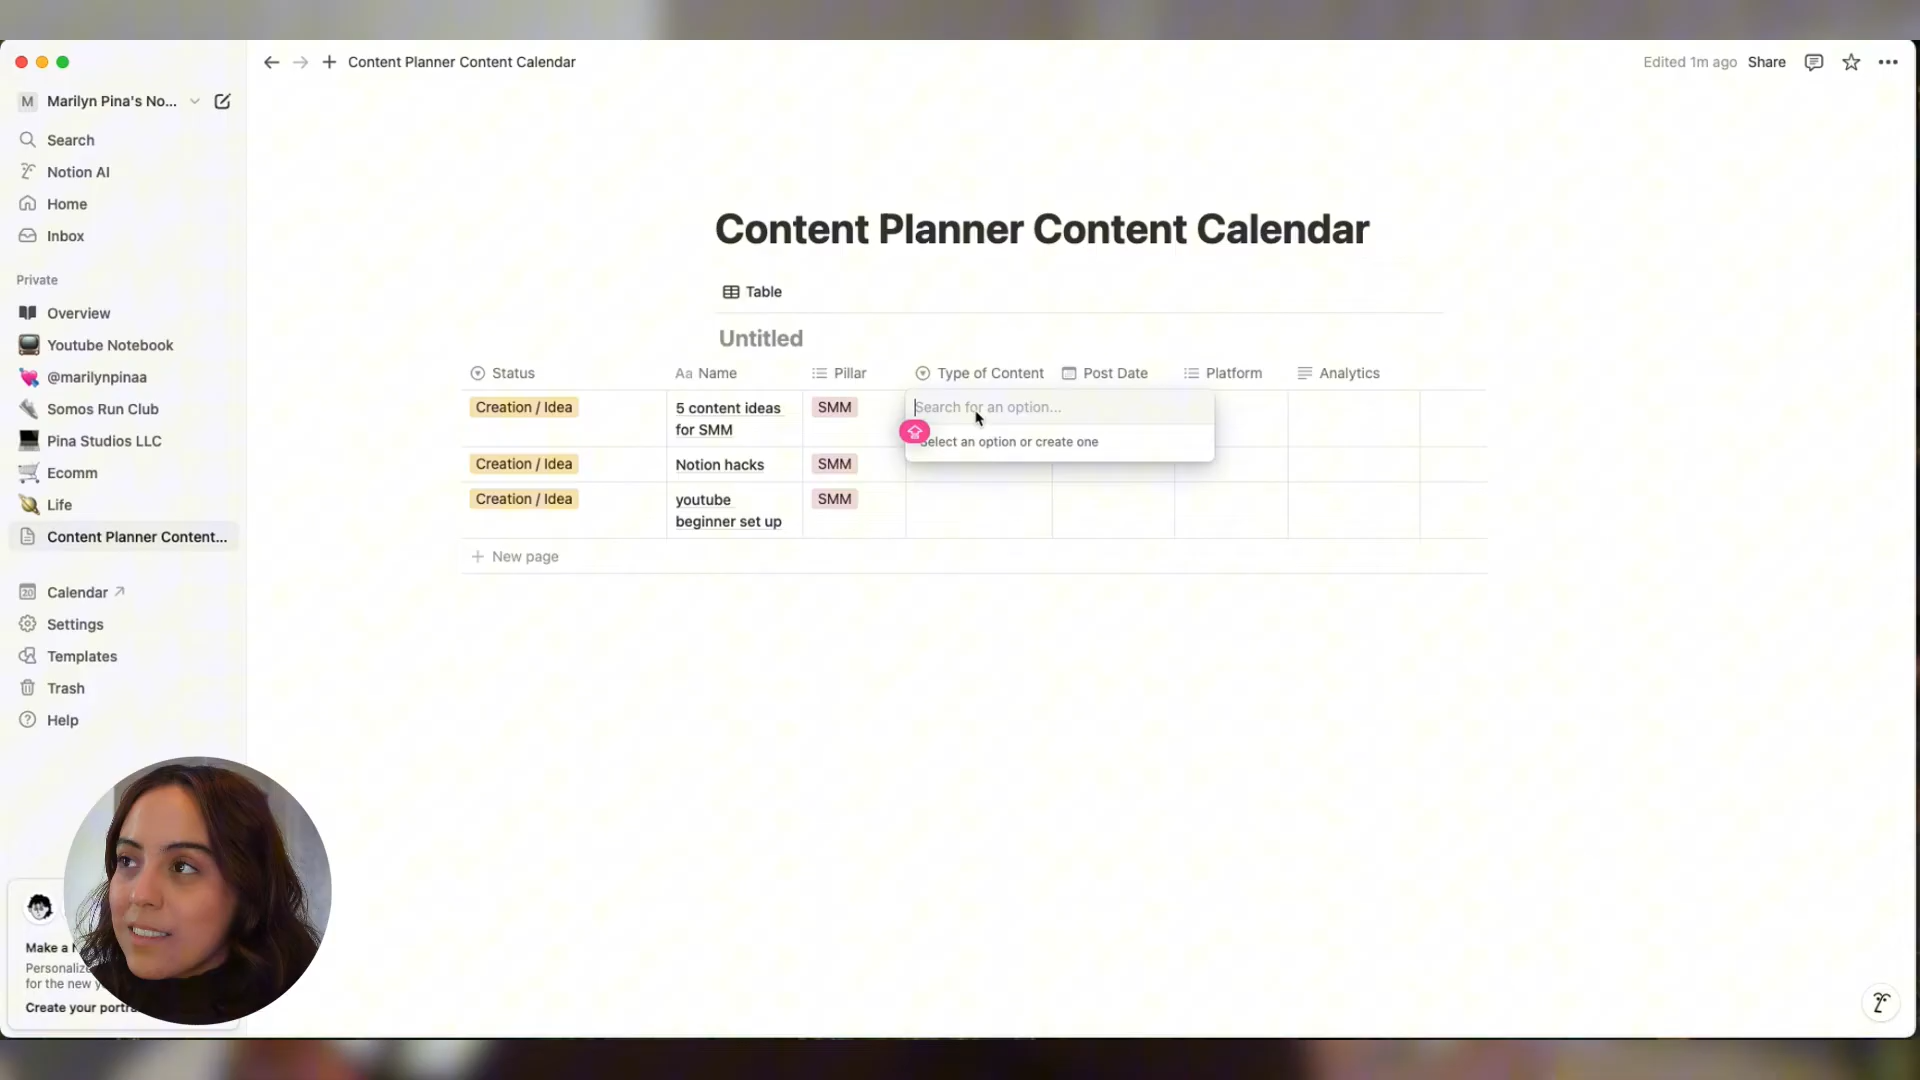 Content Planner Content Calendar
Edited 1m ago
Share
M
Marilyn Pina's No...
Search
Notion AI
Home
Inbox
Private
Overview
Youtube Notebook
@marilynpinaa
Somos Run Club
Pina Studios LLC
Ecomm
Life
Content Planner Content...
20
Calendar
Settings
Templates
Trash
Help
Make a
Personalize
for the new
Create your
Content Planner Content Calendar
Table
Untitled
Status
Aa Name
Pillar
Type of Content
Post Date
Platform
Analytics
Creation / Idea
5 content ideas
for SMM
SMM
Search for an option...
Select an option or create one
Creation / Idea
Notion hacks
SMM
Creation / Idea
youtube
beginner set up
SMM
New page